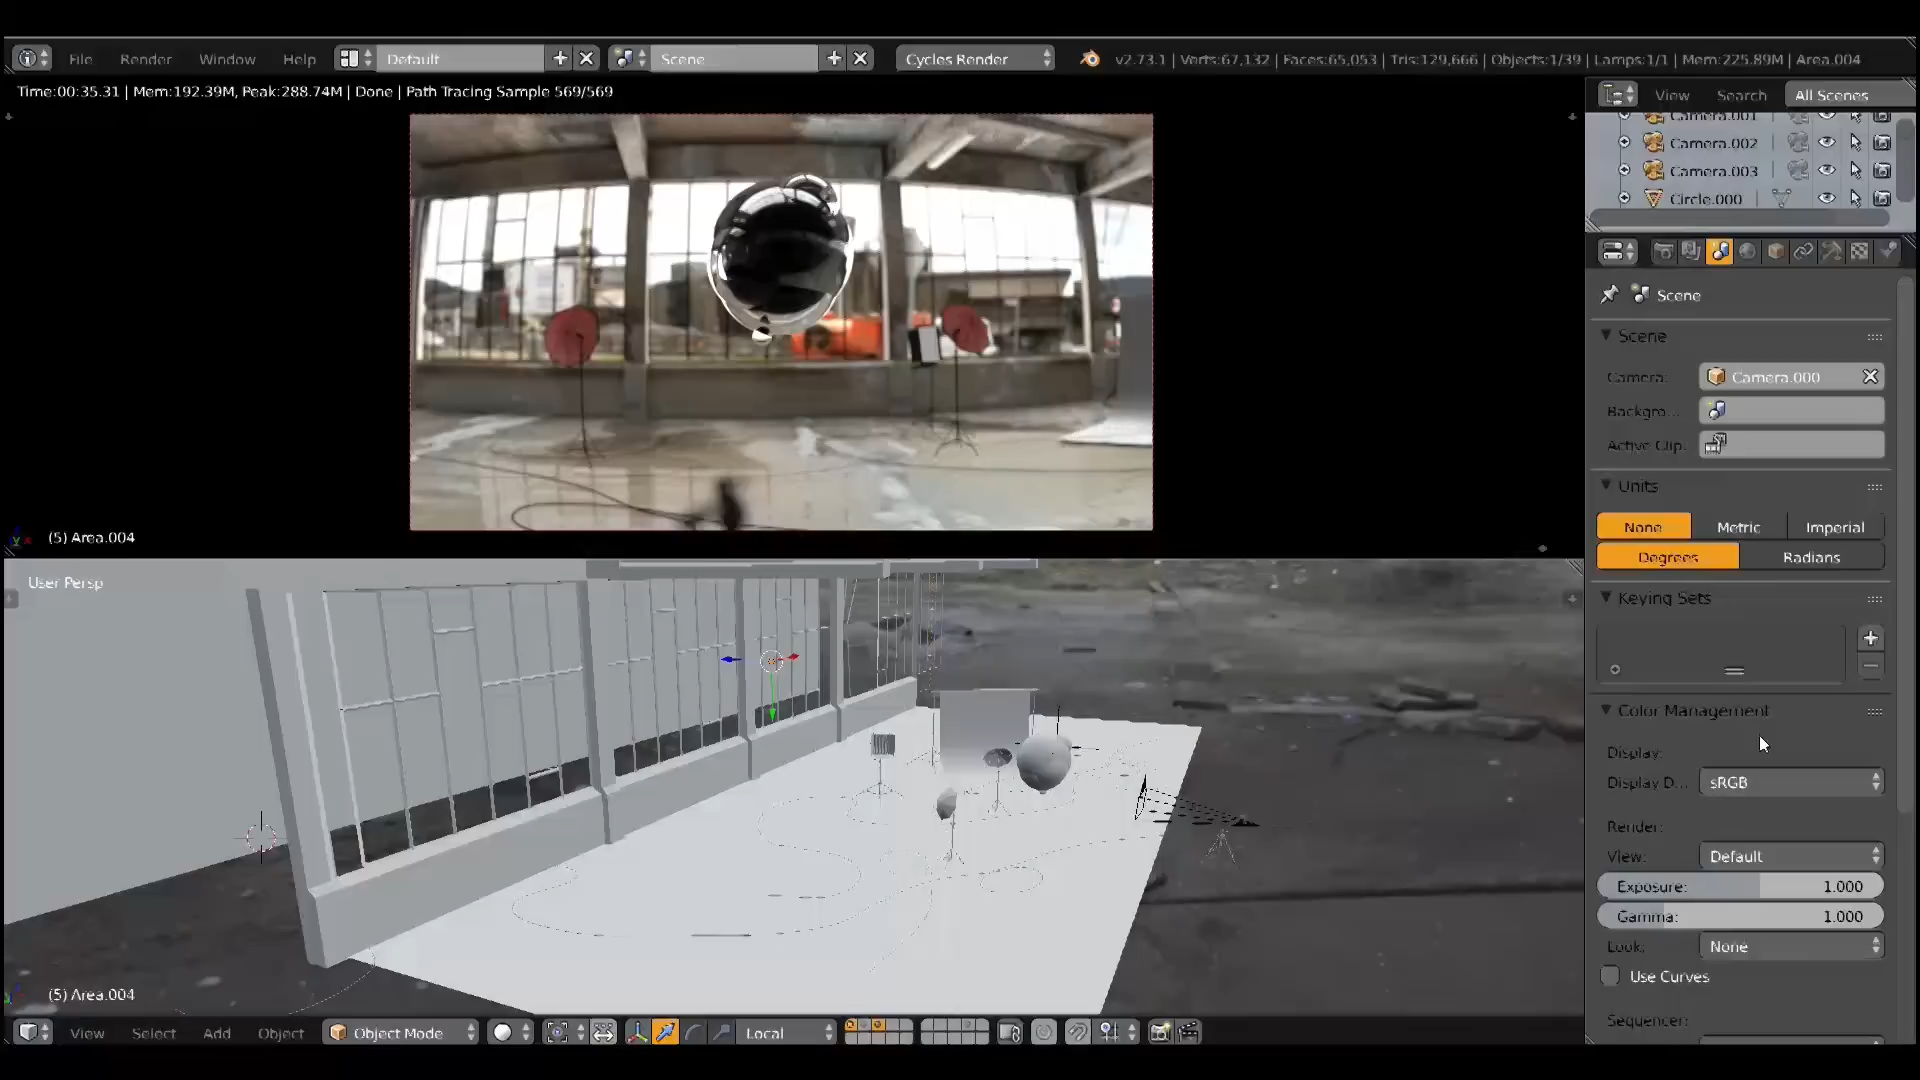 File Render Window Help Default Scene Cycles Render v2.73.1 | Verts:67,132 | Faces:65,053 | Tris:129,666 | Objects:1/39 | Lamps:1/1 | Mem:225.89M | Area.004
Time:00:35.31 | Mem:192.39M, Peak:288.74M | Done | Path Tracing Sample 569/569
View Search All Scenes
Camera.001
Camera.002
Camera.003
Circle.000
Scene
Scene
Camera: Camera.000
Backgro...
Active Clip:
Units
None Metric Imperial
Degrees Radians
(5) Area.004
User Persp
Keying Sets
Color Management
Display:
Display D... sRGB
Render:
View: Default
Exposure: 1.000
Gamma: 1.000
Look: None
Use Curves
Sequencer:
(5) Area.004
View Select Add Object Object Mode Local